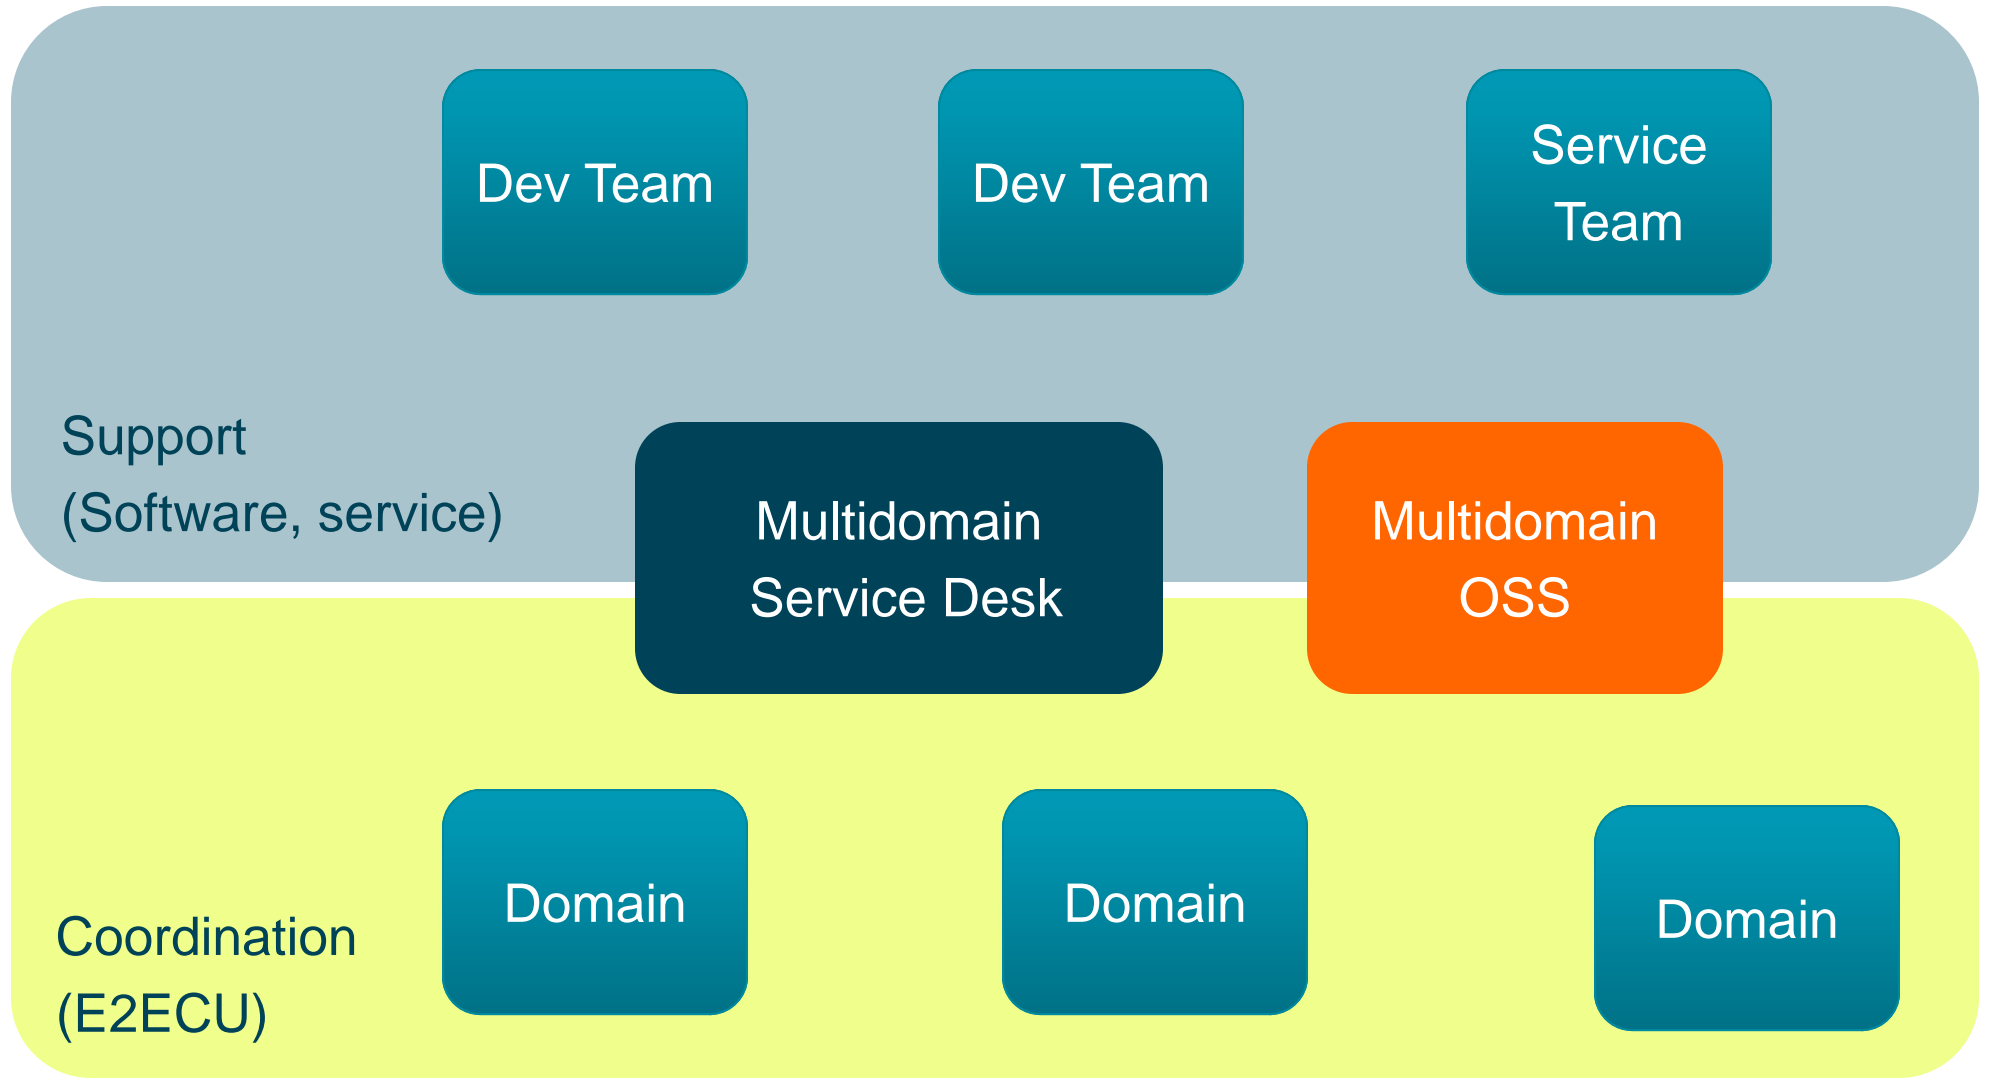 Dev Team
Dev Team
Service
Team
Support
(Software, service)
Multidomain
Service Desk
Multidomain
OSS
Domain
Domain
Domain
Coordination
(E2ECU)